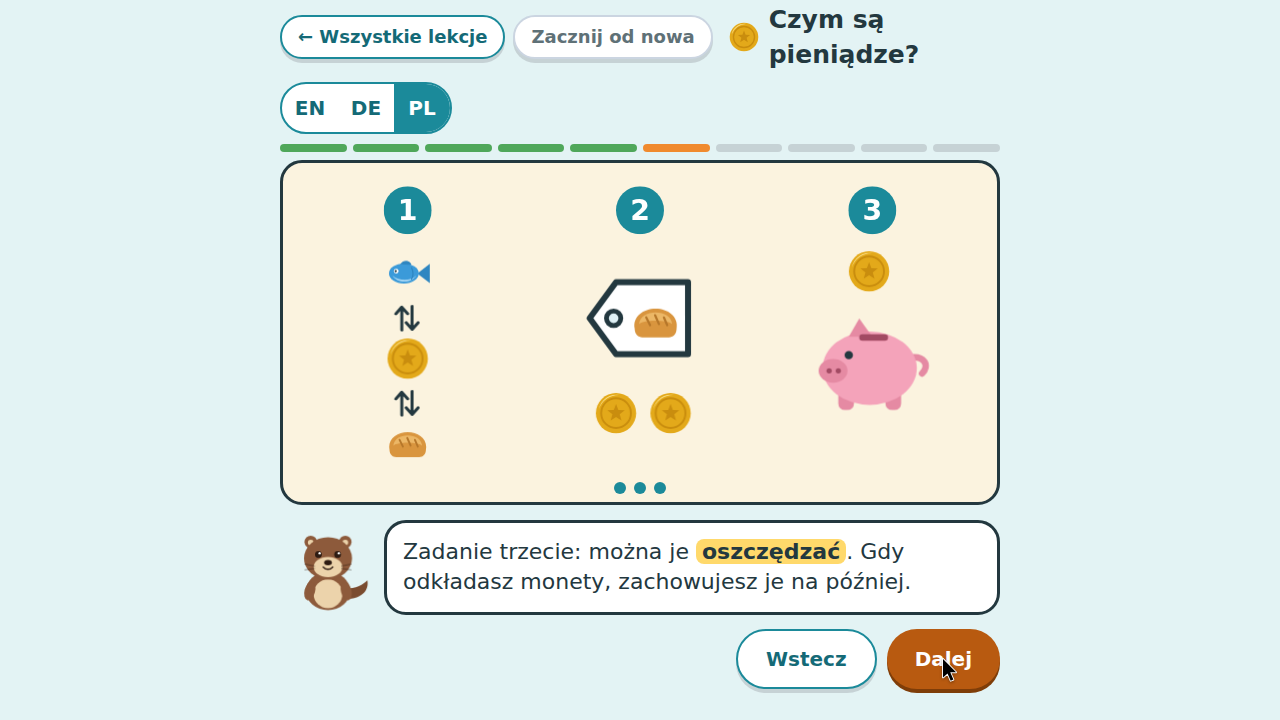 ← Wszystkie lekcje
Zacznij od nowa
Czym są
pieniądze?
EN DE PL
1 2 3
Zadanie trzecie: można je oszczędzać. Gdy
odkładasz monety, zachowujesz je na później.
Wstecz
Dalej